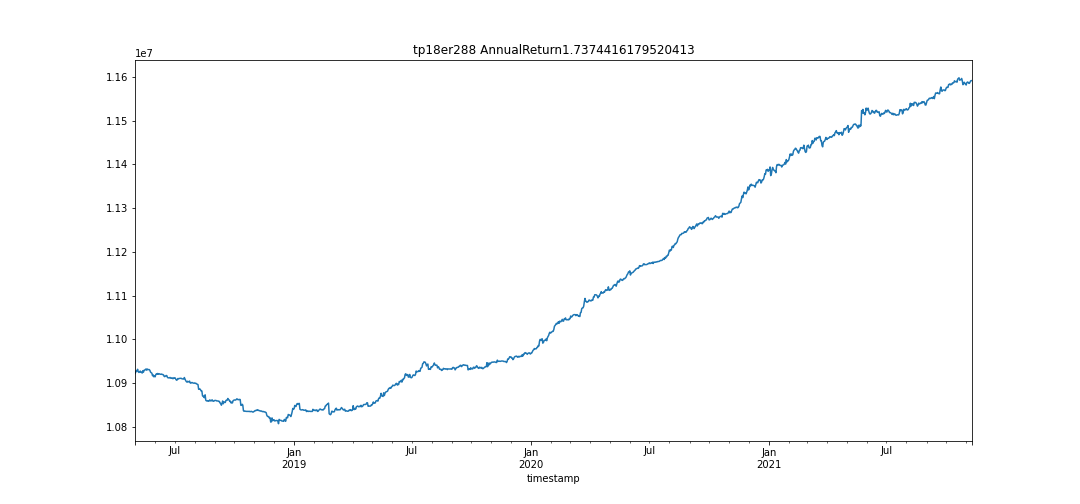 tp18er288 AnnualReturn1.7374416179520413
1e7
1.16
1.15
1.14
1.13
1.12
1.11
1.10
1.09
1.08
Jul Jan Jul Jan Jul Jan Jul
2019 2020 2021
timestamp